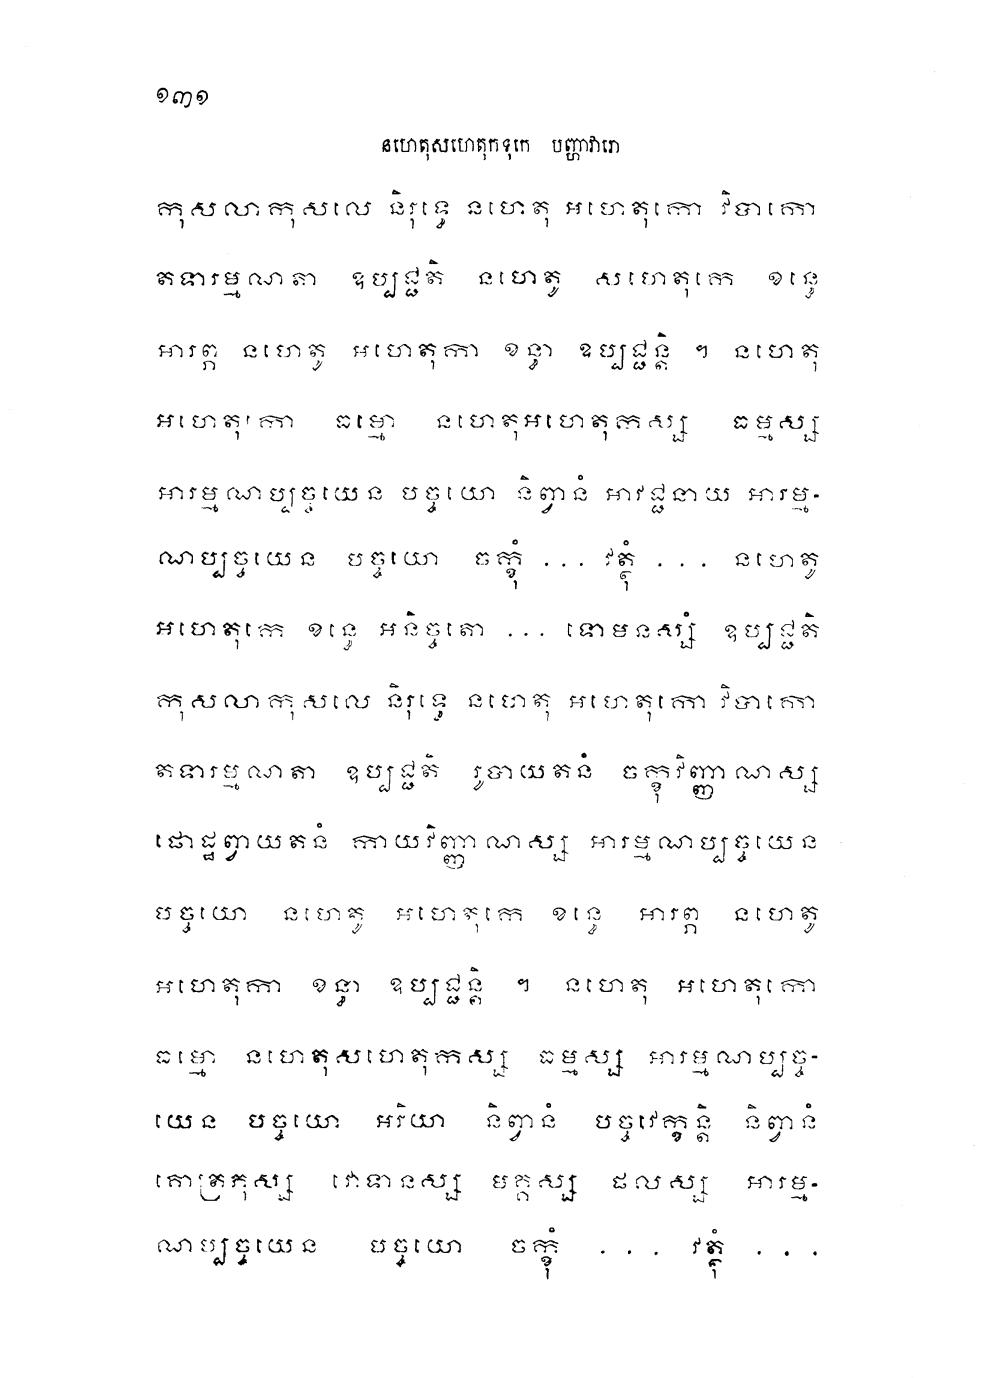 ១៣១
នហេតុសហេតុកទុកេ បញ្ហាវារោ
កុសលាកុសលេ និរុទ្ធេ នហេតុ អហេតុកោ វិបាកោ
តទារម្មណតា ឧប្បជ្ជតិ នហេតូ សហេតុកេ ខន្ធេ
អារព្ភ នហេតូ អហេតុកា ខន្ធា ឧប្បជ្ជន្តិ ។ នហេតុ
អហេតុកោ ធម្មោ នហេតុអហេតុកស្ស ធម្មស្ស
អារម្មណប្បច្ចយេន បច្ចយោ និព្វានំ អាវជ្ជនាយ អារម្ម-
ណប្បច្ចយេន បច្ចយោ ចក្ខុំ ... វត្ថុំ ... នហេតូ
អហេតុកេ ខន្ធេ អនិច្ចតោ ... ទោមនស្សំ ឧប្បជ្ជតិ
កុសលាកុសលេ និរុទ្ធេ នហេតុ អហេតុកោ វិបាកោ
តទារម្មណតា ឧប្បជ្ជតិ រូបាយតនំ ចក្ខុវិញ្ញាណស្ស
ផោដ្ឋព្វាយតនំ កាយវិញ្ញាណស្ស អារម្មណប្បច្ចយេន
បច្ចយោ នហេតូ អហេតុកេ ខន្ធេ អារព្ភ នហេតូ
អហេតុកា ខន្ធា ឧប្បជ្ជន្តិ ។ នហេតុ អហេតុកោ
ធម្មោ នហេតុសហេតុកស្ស ធម្មស្ស អារម្មណប្បច្ច-
យេន បច្ចយោ អរិយា និព្វានំ បច្ចវេក្ខន្តិ និព្វានំ
គោត្រភុស្ស វោទានស្ស មគ្គស្ស ផលស្ស អារម្ម-
ណប្បច្ចយេន បច្ចយោ ចក្ខុំ ... វត្ថុំ ...